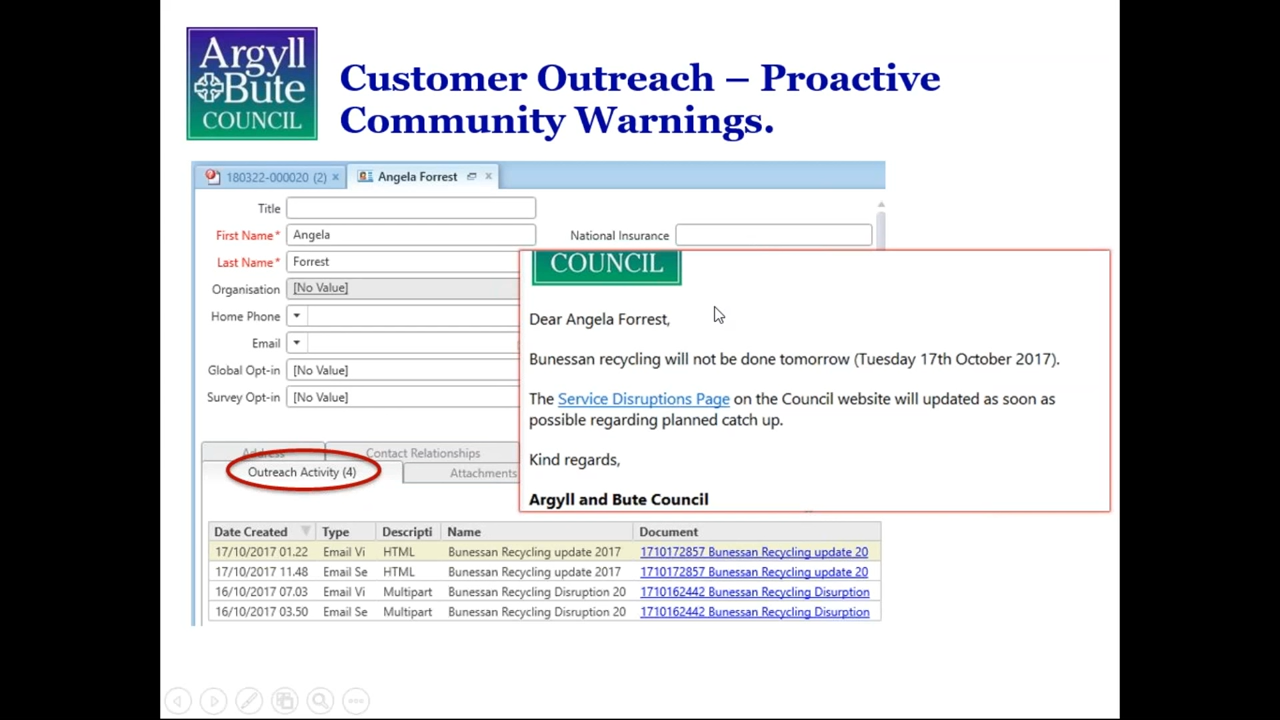 Argyll
&Bute
COUNCIL
Customer Outreach – Proactive
Community Warnings.
180322-000020 (2) ×
Angela Forrest ×
Title
First Name* Angela
National Insurance
Last Name* Forrest
Organisation [No Value]
Home Phone
Email
Global Opt-in [No Value]
Survey Opt-in [No Value]
COUNCIL
Dear Angela Forrest,
Bunessan recycling will not be done tomorrow (Tuesday 17th October 2017).
The Service Disruptions Page on the Council website will updated as soon as
possible regarding planned catch up.
Kind regards,
Argyll and Bute Council
Address Contact Relationships
Outreach Activity (4) Attachments
Date Created Type Descripti Name Document
17/10/2017 01.22 Email Vi HTML Bunessan Recycling update 2017 1710172857 Bunessan Recycling update 20
17/10/2017 11.48 Email Se HTML Bunessan Recycling update 2017 1710172857 Bunessan Recycling update 20
16/10/2017 07.03 Email Vi Multipart Bunessan Recycling Disruption 20 1710162442 Bunessan Recycling Disurption
16/10/2017 03.50 Email Se Multipart Bunessan Recycling Disruption 20 1710162442 Bunessan Recycling Disurption